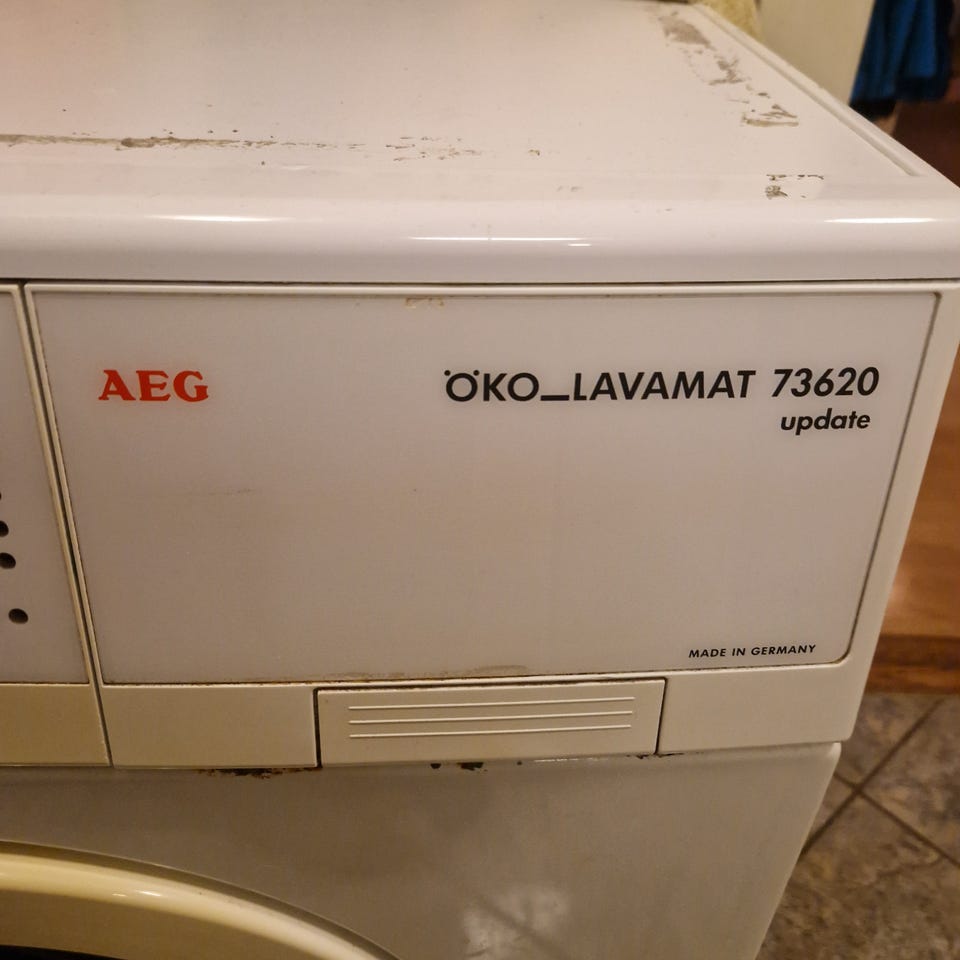 AEG
ÖKO_LAVAMAT 73620
update
MADE IN GERMANY